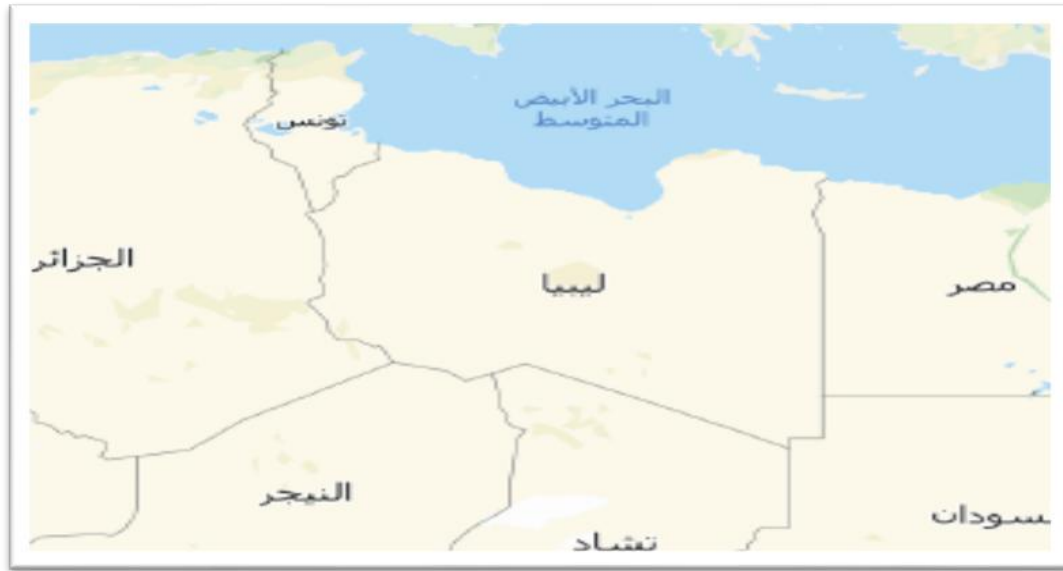 البحر الأبيض
المتوسط
تونس
الجزائر
ليبيا
مصر
النيجر
سودان
تشاد